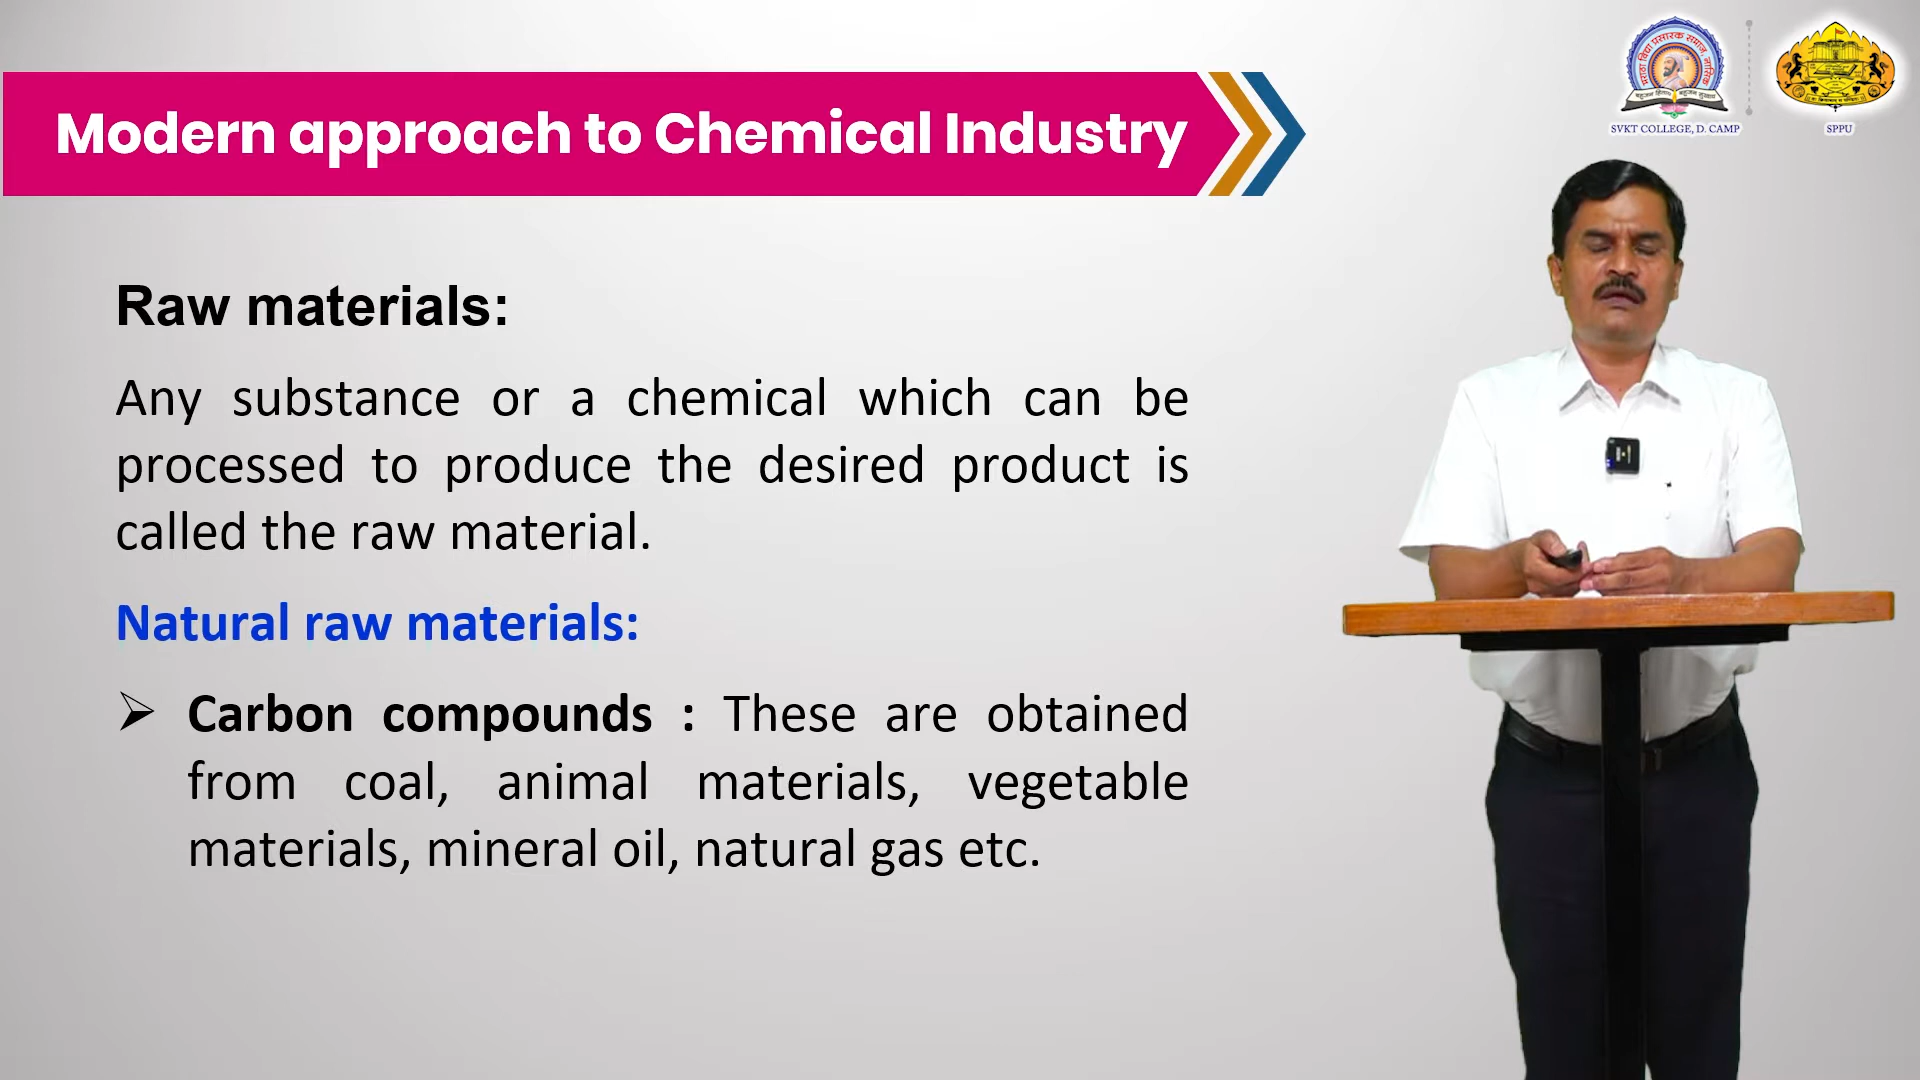 Modern approach to Chemical Industry
SVKT COLLEGE, D. CAMP
SPPU
Raw materials:
Any substance or a chemical which can be
processed to produce the desired product is
called the raw material.
Natural raw materials:
➢ Carbon compounds : These are obtained
from coal, animal materials, vegetable
materials, mineral oil, natural gas etc.